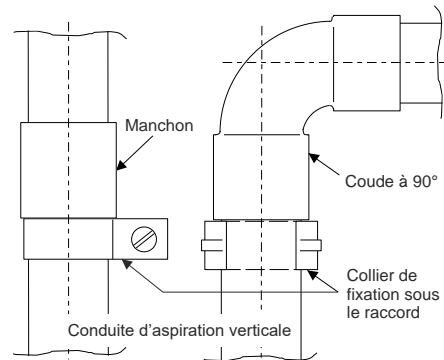 Manchon
Coude à 90°
Collier de
fixation sous
le raccord
Conduite d'aspiration verticale